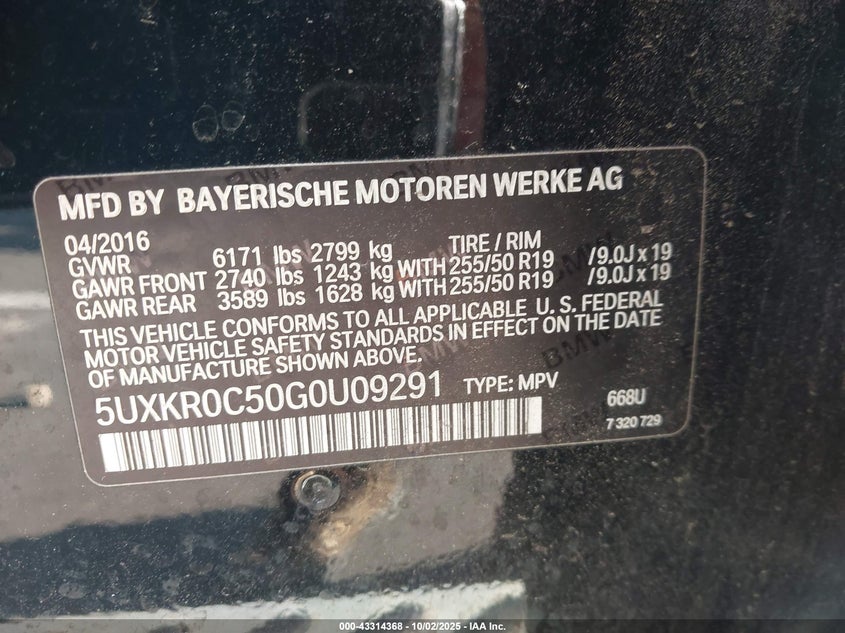 MFD BY BAYERISCHE MOTOREN WERKE AG
04/2016 TIRE / RIM
GVWR 6171 lbs 2799 kg
GAWR FRONT 2740 lbs 1243 kg WITH 255/50 R19 /9.0J x 19
GAWR REAR 3589 lbs 1628 kg WITH 255/50 R19 /9.0J x 19
THIS VEHICLE CONFORMS TO ALL APPLICABLE U. S. FEDERAL
MOTOR VEHICLE SAFETY STANDARDS IN EFFECT ON THE DATE
OF MANUFACTURE SHOWN ABOVE.
5UXKR0C50G0U09291 TYPE: MPV 668U
7 320 729
000-43314368 - 10/02/2025 - IAA Inc.